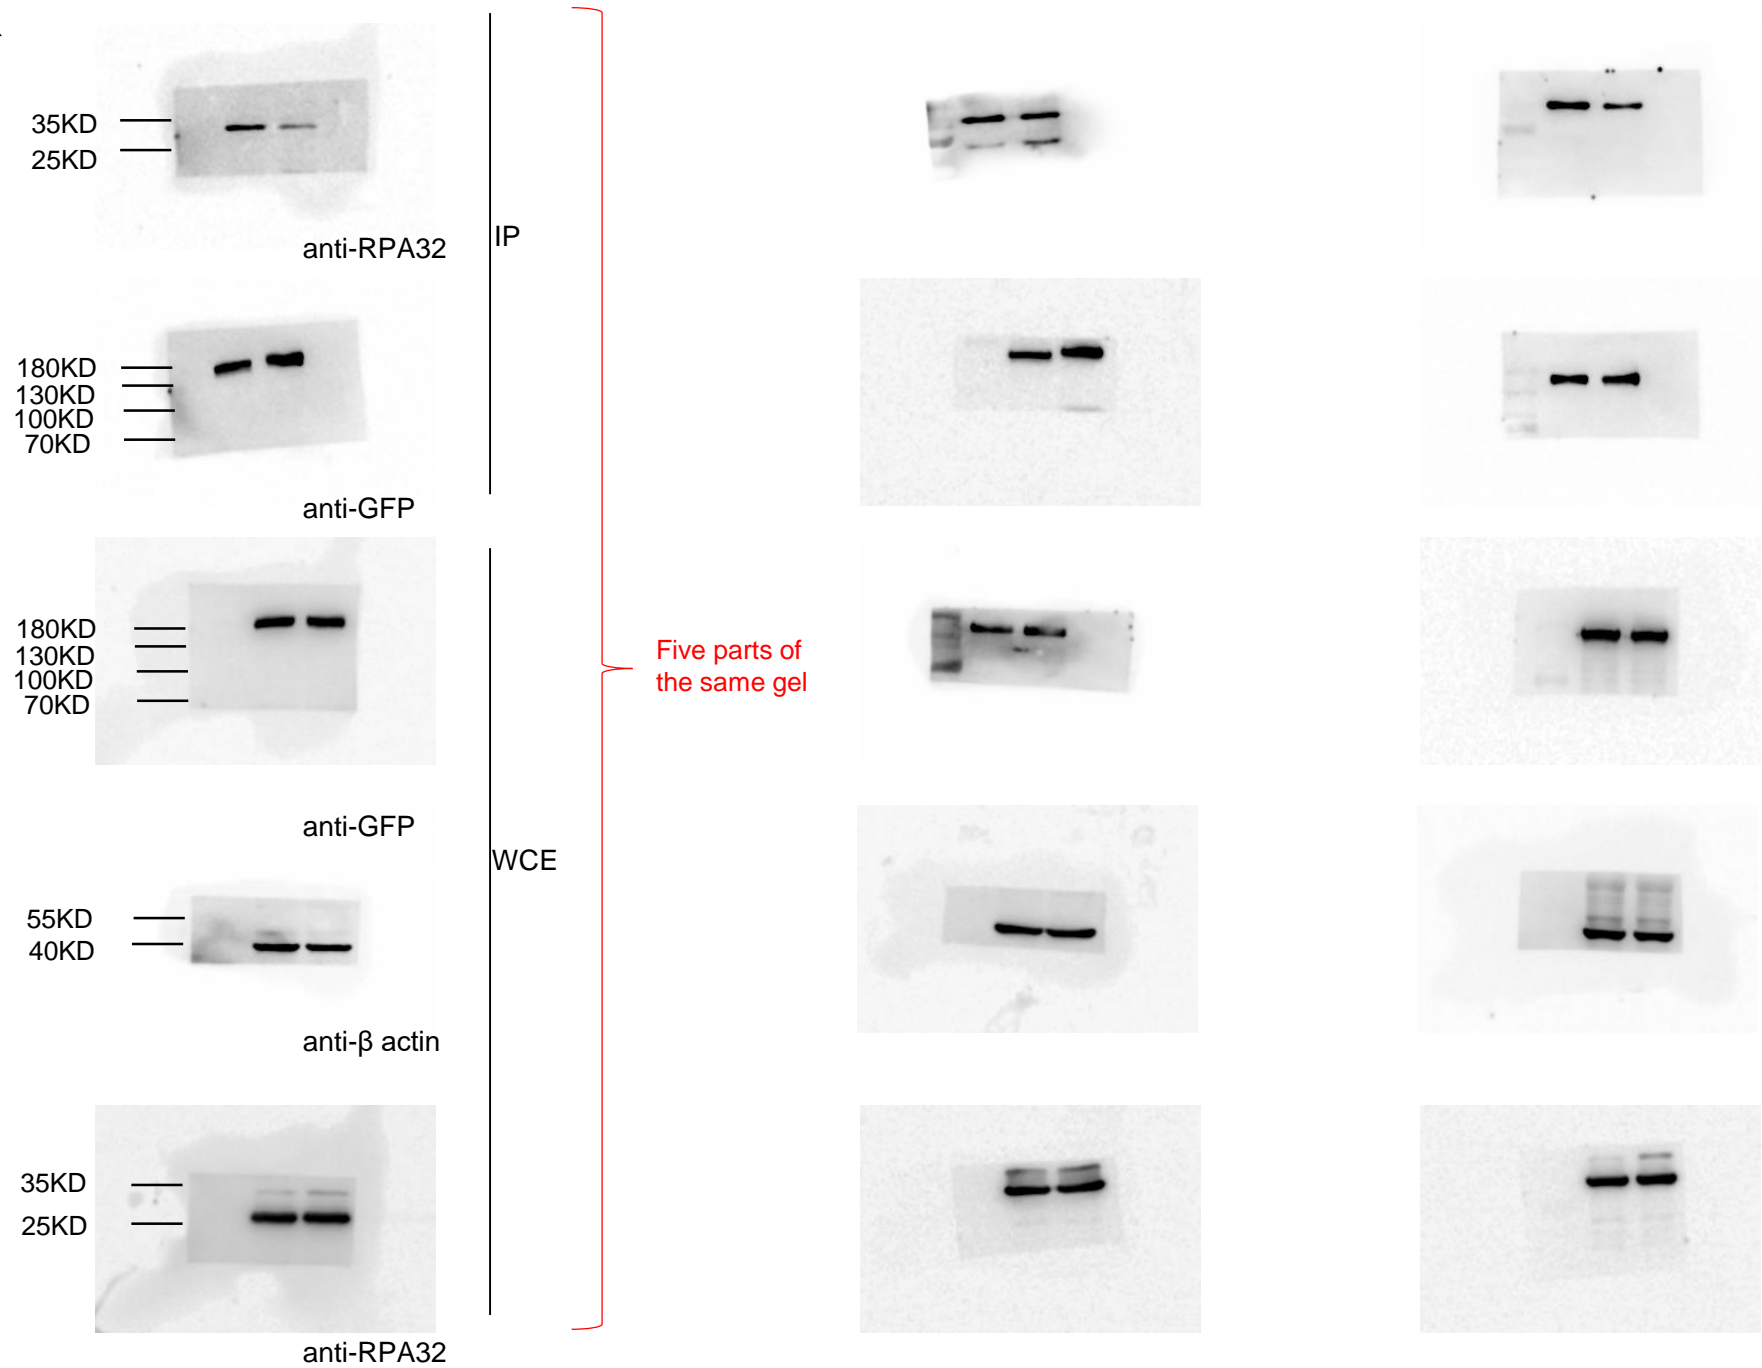 35KD
25KD
anti-RPA32
IP
180KD
130KD
100KD
70KD
anti-GFP
180KD
130KD
100KD
70KD
Five parts of
the same gel
anti-GFP
WCE
55KD
40KD
anti-β actin
35KD
25KD
anti-RPA32